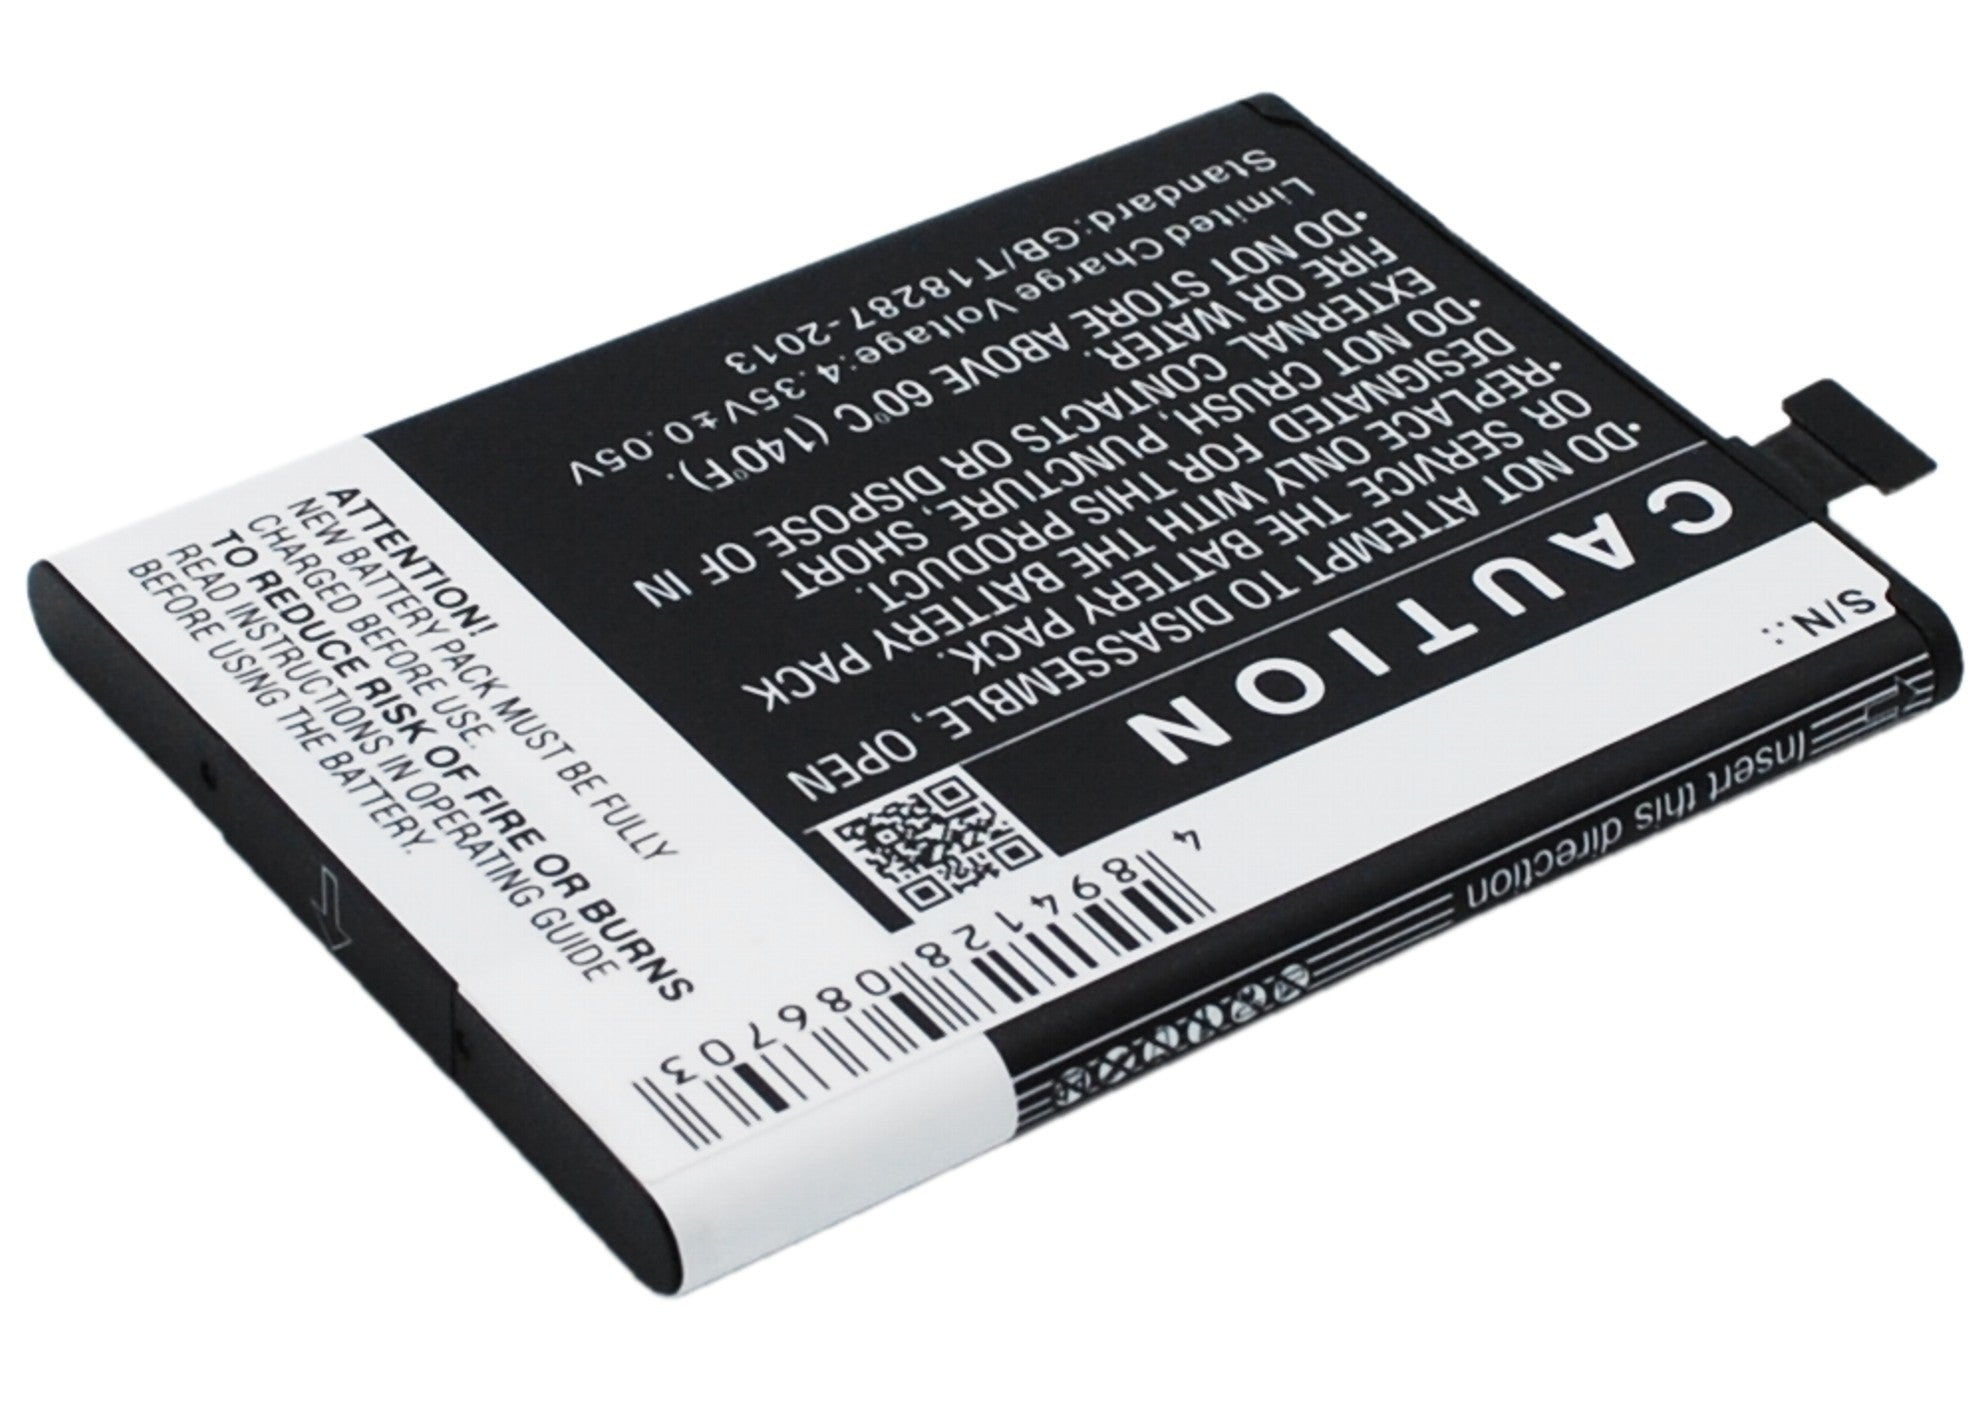 S/N.:
CAUTION
•DO NOT ATTEMPT TO DISASSEMBLE, OPEN
OR SERVICE THE BATTERY PACK.
•REPLACE ONLY WITH THE BATTERY PACK
DESIGNATED FOR THIS PRODUCT.
•DO NOT CRUSH, PUNCTURE, SHORT
EXTERNAL CONTACTS OR DISPOSE OF IN
FIRE OR WATER.
•DO NOT STORE ABOVE 60°C (140°F).
Limited Charge Voltage:4.35V±0.05V
Standard:GB/T18287-2013
4 894128 086703
ATTENTION!
NEW BATTERY PACK MUST BE FULLY
CHARGED BEFORE USE.
TO REDUCE RISK OF FIRE OR BURNS
READ INSTRUCTIONS IN OPERATING GUIDE
BEFORE USING THE BATTERY.
Insert this direction